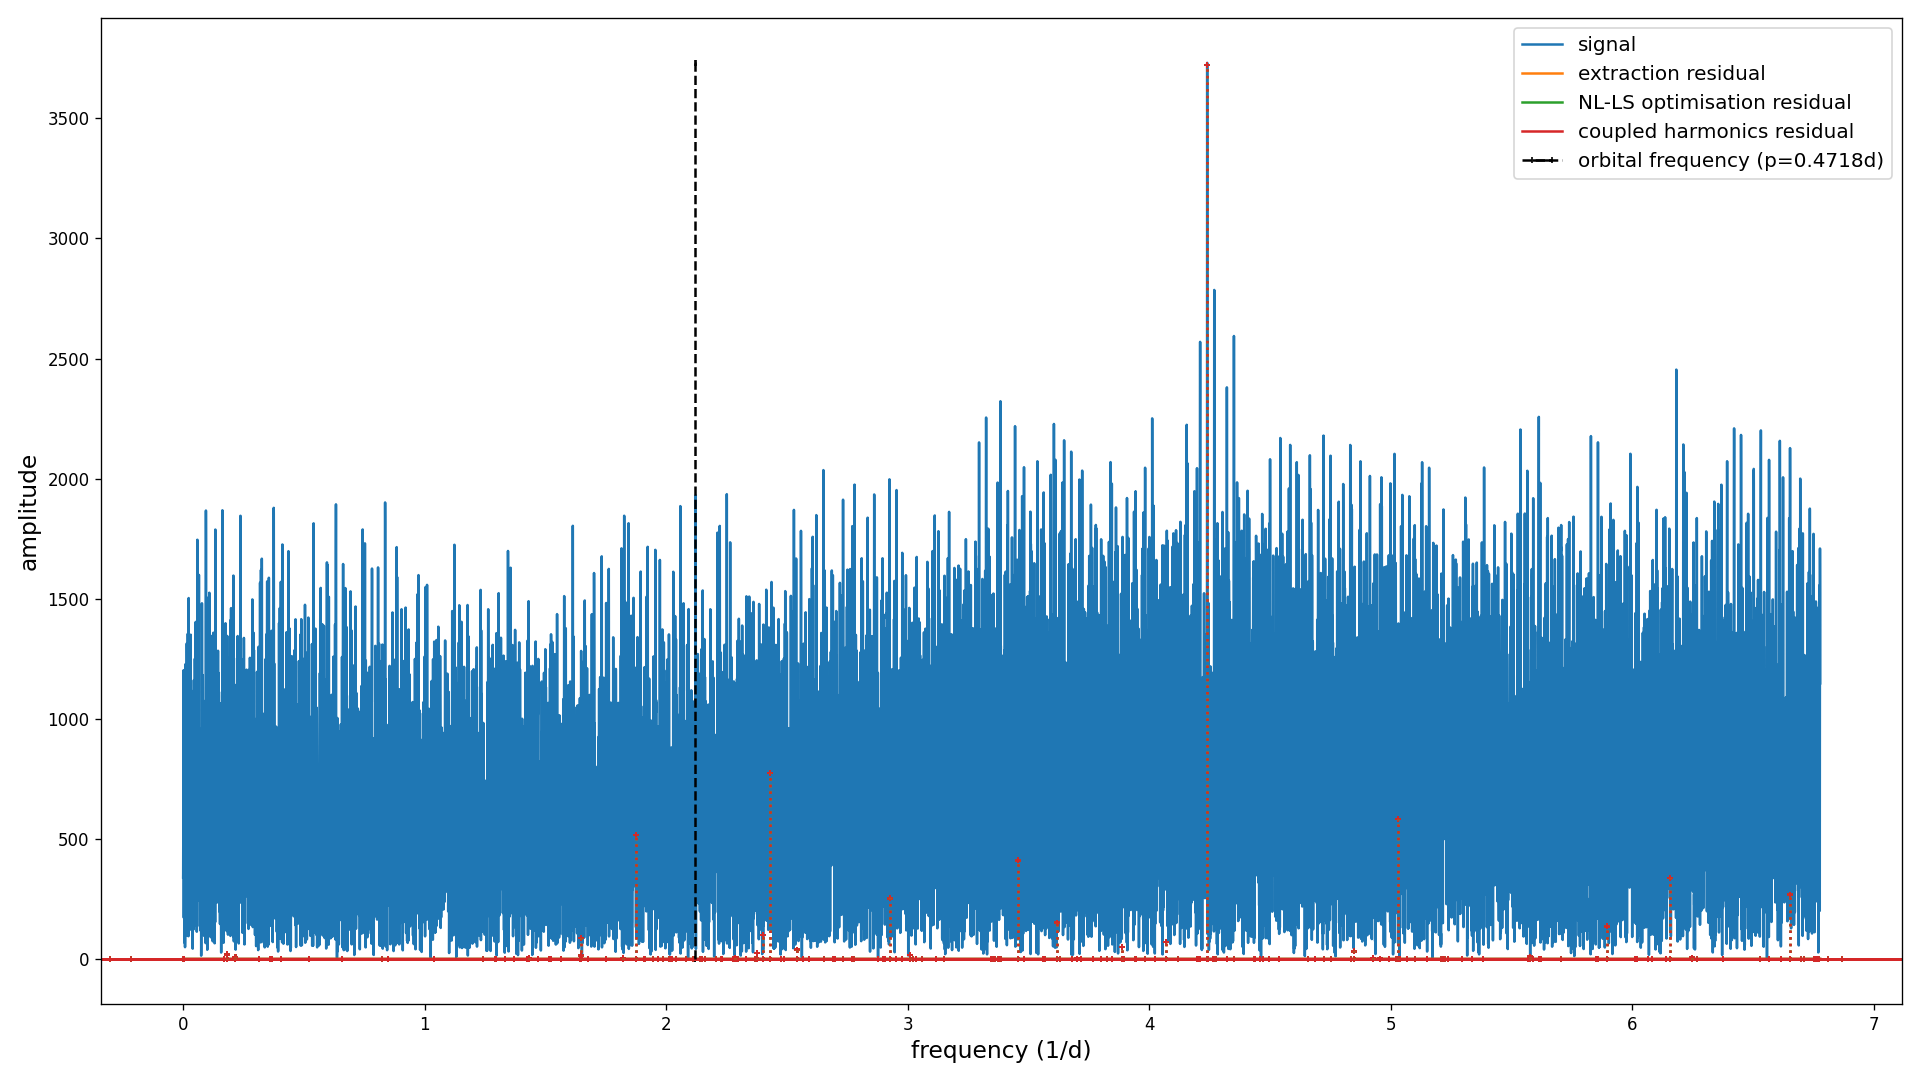 signal
extraction residual
NL-LS optimisation residual
coupled harmonics residual
orbital frequency (p=0.4718d)
amplitude
3500
3000
2500
2000
1500
1000
500
0
0 1 2 3 4 5 6 7
frequency (1/d)